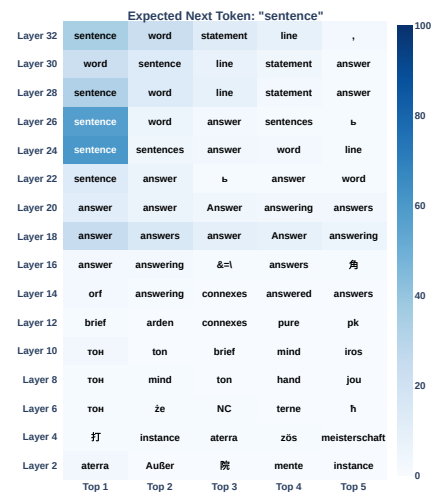 Expected Next Token: "sentence"
Layer 32 sentence word statement line , 100
Layer 30 word sentence line statement answer
Layer 28 sentence word line statement answer 80
Layer 26 sentence word answer sentences ь
Layer 24 sentence sentences answer word line
Layer 22 sentence answer ь answer word 60
Layer 20 answer answer Answer answering answers
Layer 18 answer answers answer Answer answering
Layer 16 answer answering &=\ answers 角
Layer 14 orf answering connexes answered answers 40
Layer 12 brief arden connexes pure pk
Layer 10 тон ton brief mind iros
Layer 8 тон mind ton hand jou 20
Layer 6 тон że NC terne ħ
Layer 4 打 instance aterra zös meisterschaft
Layer 2 aterra Außer 院 mente instance 0
Top 1 Top 2 Top 3 Top 4 Top 5